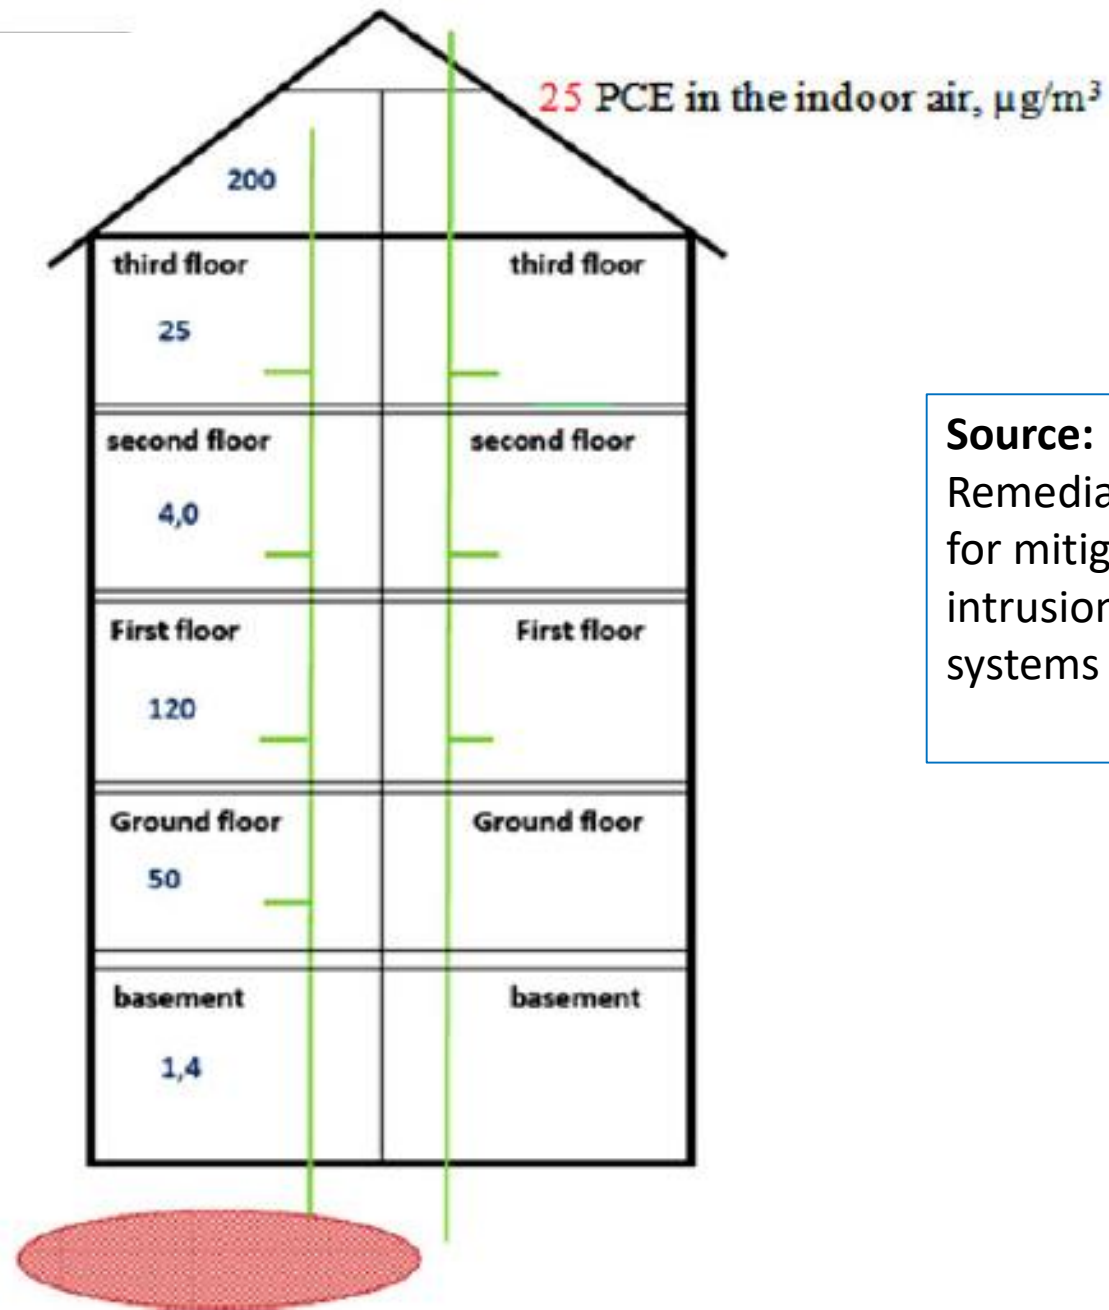 25 PCE in the indoor air, µg/m³
200
third floor
third floor
25
second floor
second floor
4,0
First floor
First floor
120
Ground floor
Ground floor
50
basement
basement
1,4
Source:
for
intrusion
systems